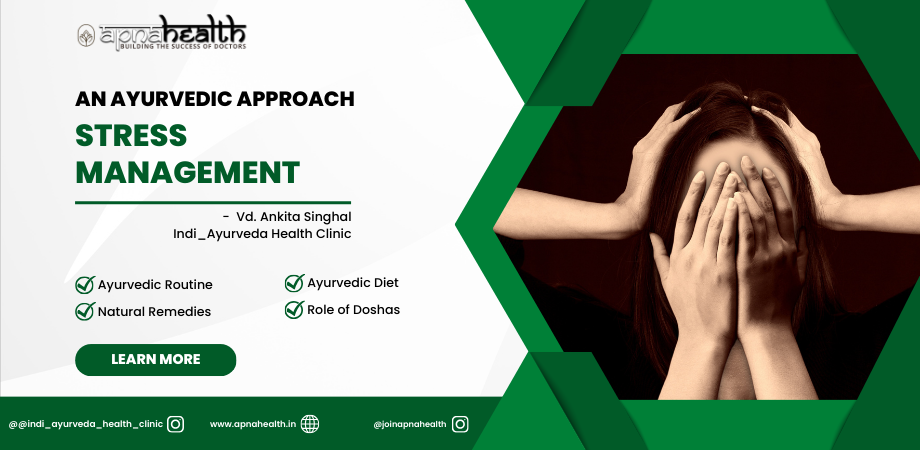 apnahealth
BUILDING THE SUCCESS OF DOCTORS
AN AYURVEDIC APPROACH
STRESS
MANAGEMENT
- Vd. Ankita Singhal
Indi_Ayurveda Health Clinic
Ayurvedic Routine
Ayurvedic Diet
Natural Remedies
Role of Doshas
LEARN MORE
@@indi_ayurveda_health_clinic
www.apnahealth.in
@joinapnahealth